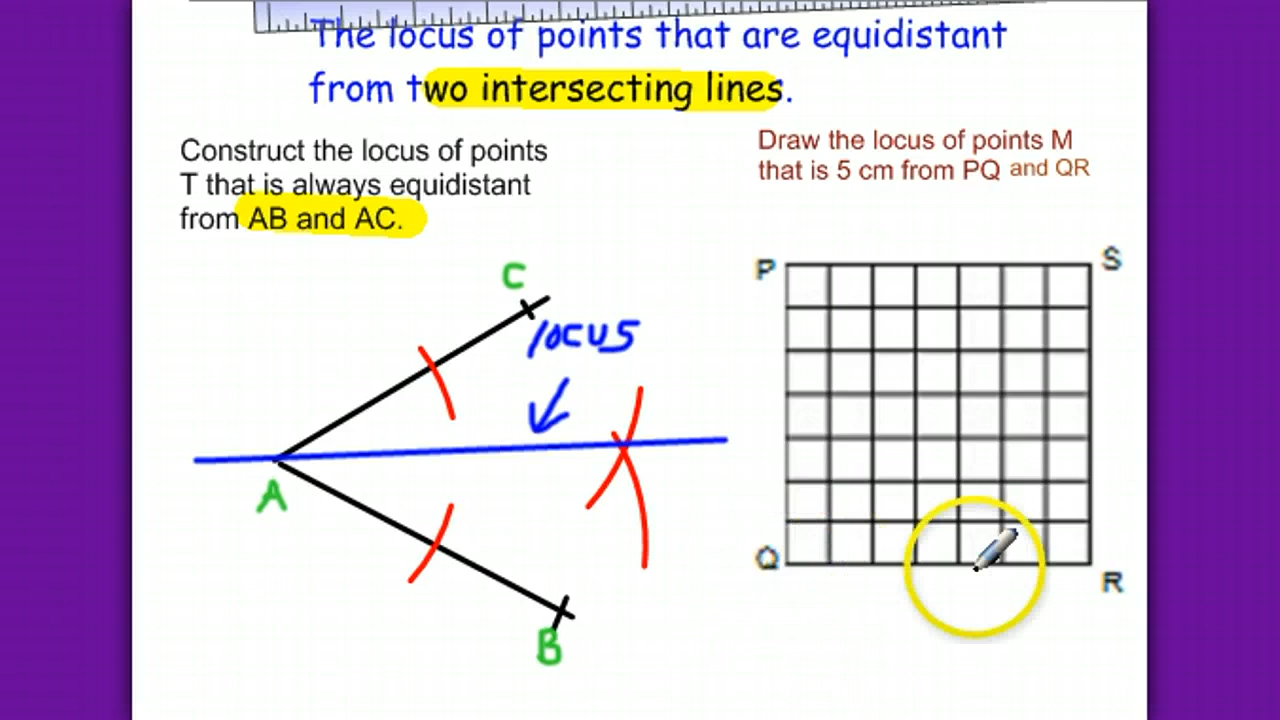 The locus of points that are equidistant
from two intersecting lines.
Construct the locus of points
T that is always equidistant
from AB and AC.
Draw the locus of points M
that is 5 cm from PQ and QR
C
locus
A
B
P
S
Q
R